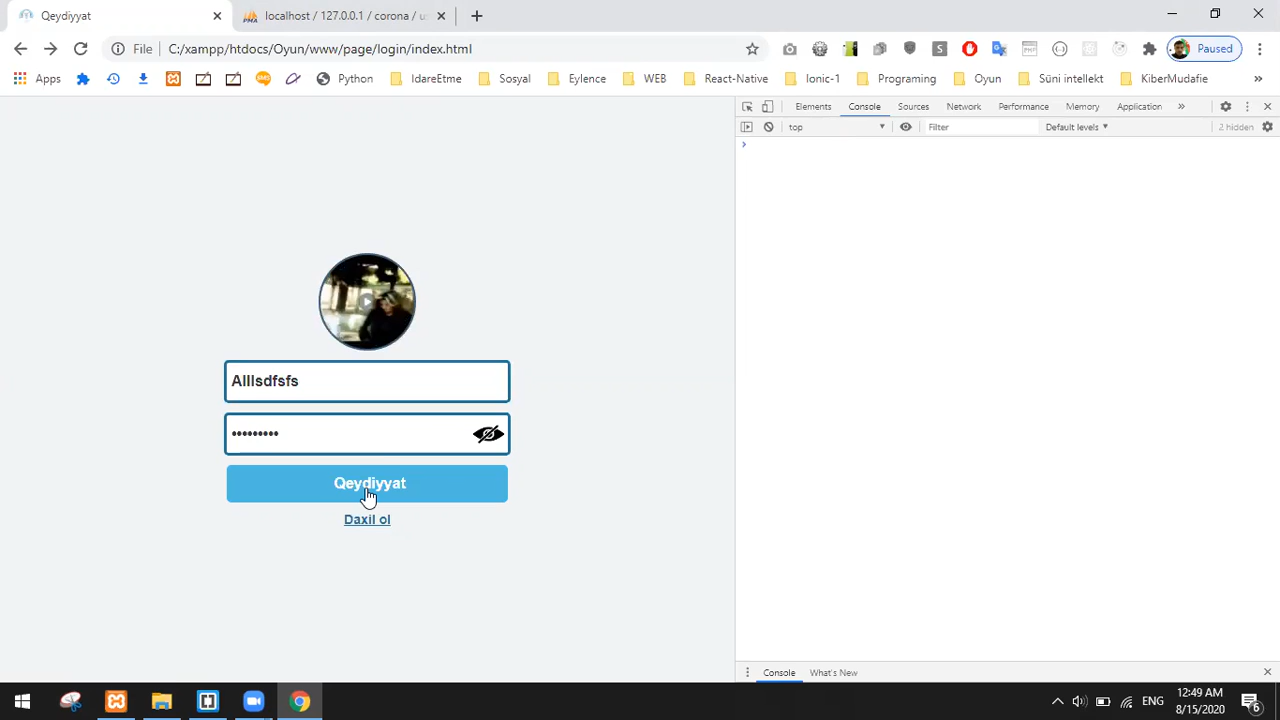 Qeydiyyat
localhost / 127.0.0.1 / corona / u
File C:/xampp/htdocs/Oyun/www/page/login/index.html
Paused
Apps Python IdareEtme Sosyal Eylence WEB React-Native Ionic-1 Programing Oyun Süni intellekt KiberMudafie
Elements Console Sources Network Performance Memory Application
top Filter Default levels 2 hidden
Alllsdfsfs
•••••••••
Qeydiyyat
Daxil ol
Console What's New
ENG
12:49 AM
8/15/2020
6